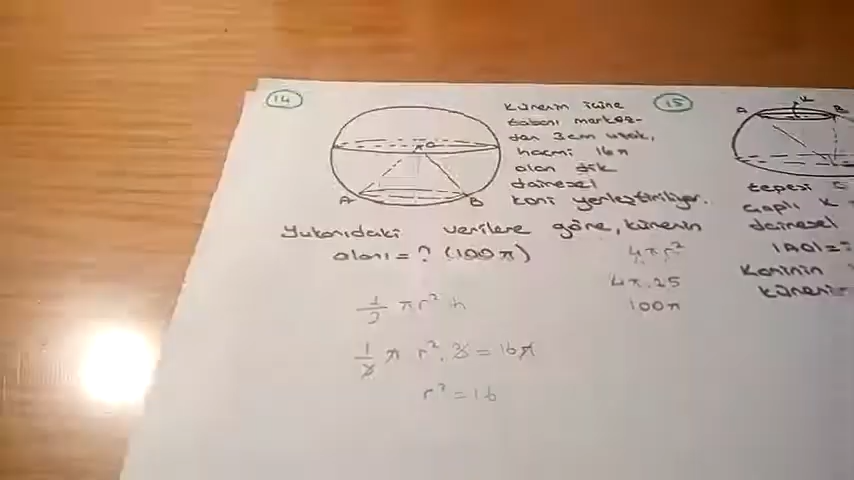 14
Kürenin içine
tabanı merkez-
den 3cm uzak,
hacmi 16π
olan dik
dairesel
koni yerleştiriliyor.
O
A
B
Yukarıdaki verilere göre, kürenin
alanı = ? (100π)
1/3 πr² h
1/3 π r². 3 = 16π
r² = 16
4πr²
4π.25
100π
15
A
K
B
tepesi
çaplı K
dairesel
|AO|=?
Koninin